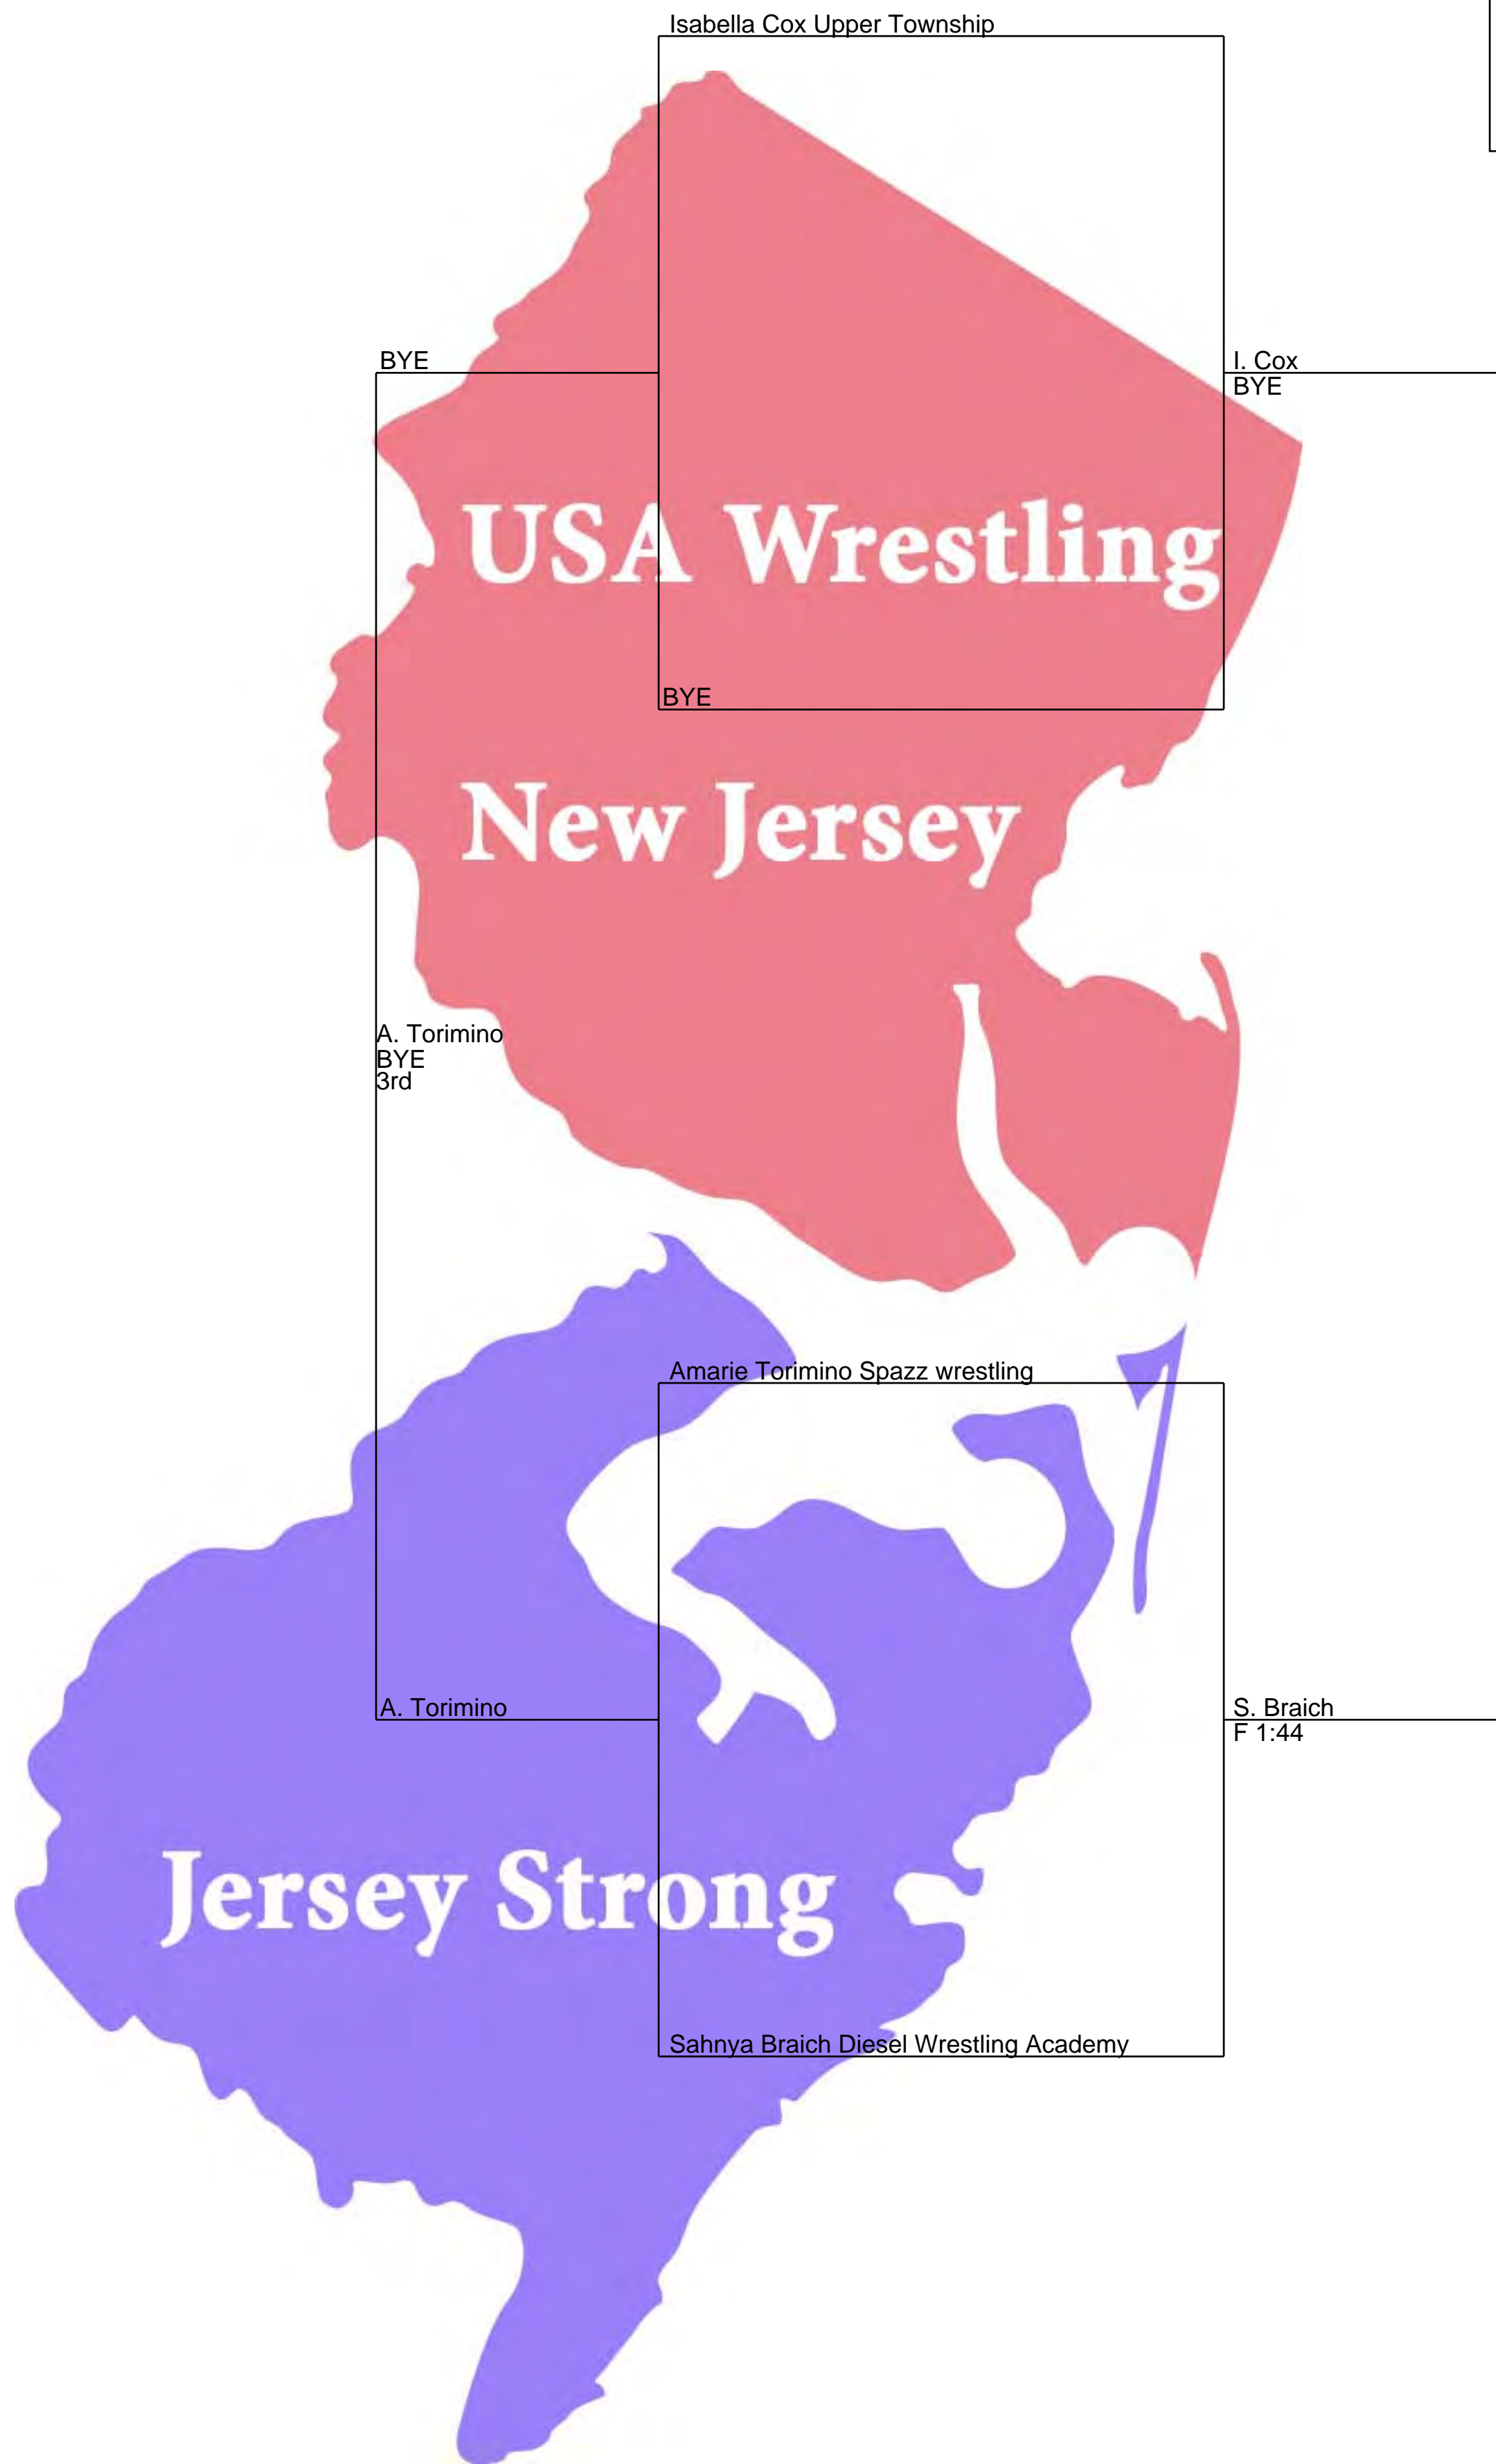 Isabella Cox Upper Township
BYE
I. Cox
BYE
USA Wrestling
BYE
New Jersey
A. Torimino
BYE
3rd
Amarie Torimino Spazz wrestling
A. Torimino
S. Braich
F 1:44
Jersey Strong
Sahnya Braich Diesel Wrestling Academy